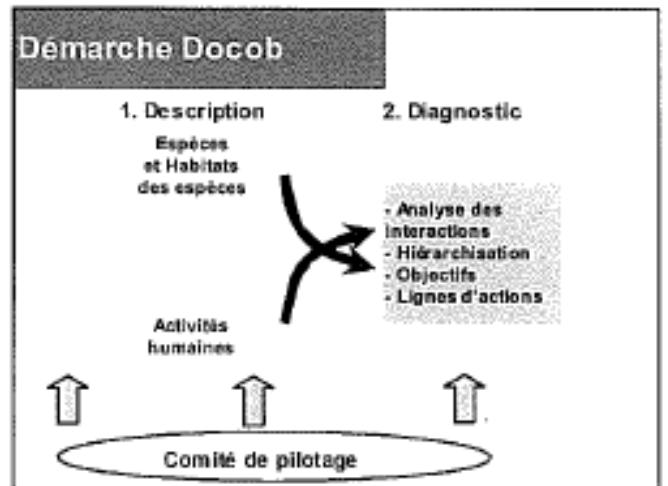 Démarche Docob
1. Description
Espèces
et Habitats
des espèces
Activités
humaines
2. Diagnostic
- Analyse des
interactions
- Hiérarchisation
- Objectifs
- Lignes d'actions
Comité de pilotage